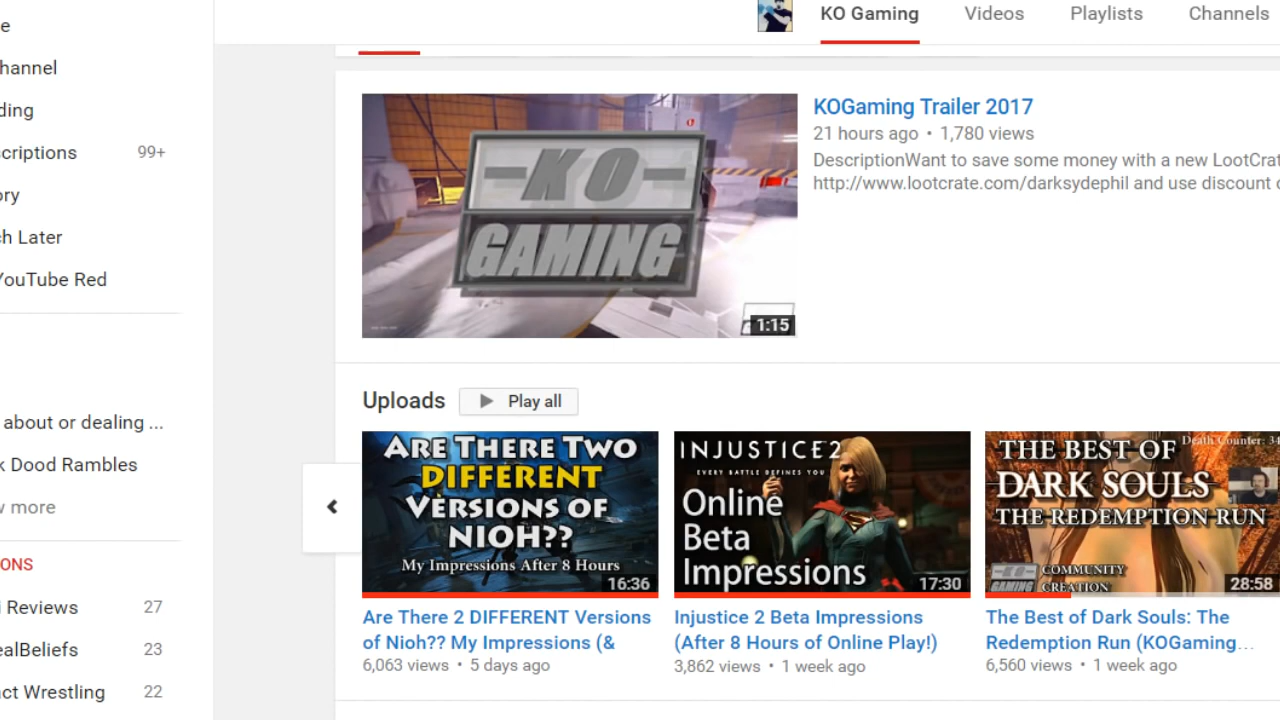 KO Gaming
Videos
Playlists
Channels
e
hannel
ding
criptions 99+
ory
ch Later
YouTube Red
about or dealing ...
k Dood Rambles
w more
ONS
i Reviews 27
ealBeliefs 23
act Wrestling 22
KO
GAMING
1:15
KOGaming Trailer 2017
21 hours ago • 1,780 views
DescriptionWant to save some money with a new LootCrat
http://www.lootcrate.com/darksydephil and use discount
Uploads
Play all
ARE THERE TWO
DIFFERENT
VERSIONS OF
NIOH??
My Impressions After 8 Hours
16:36
Are There 2 DIFFERENT Versions
of Nioh?? My Impressions (&
6,063 views • 5 days ago
INJUSTICE 2
EVERY BATTLE DEFINES YOU
Online
Beta
Impressions
17:30
Injustice 2 Beta Impressions
(After 8 Hours of Online Play!)
3,862 views • 1 week ago
Death Counter: 34
THE BEST OF
DARK SOULS
THE REDEMPTION RUN
KO
GAMING
COMMUNITY
CREATION
28:58
The Best of Dark Souls: The
Redemption Run (KOGaming...
6,560 views • 1 week ago